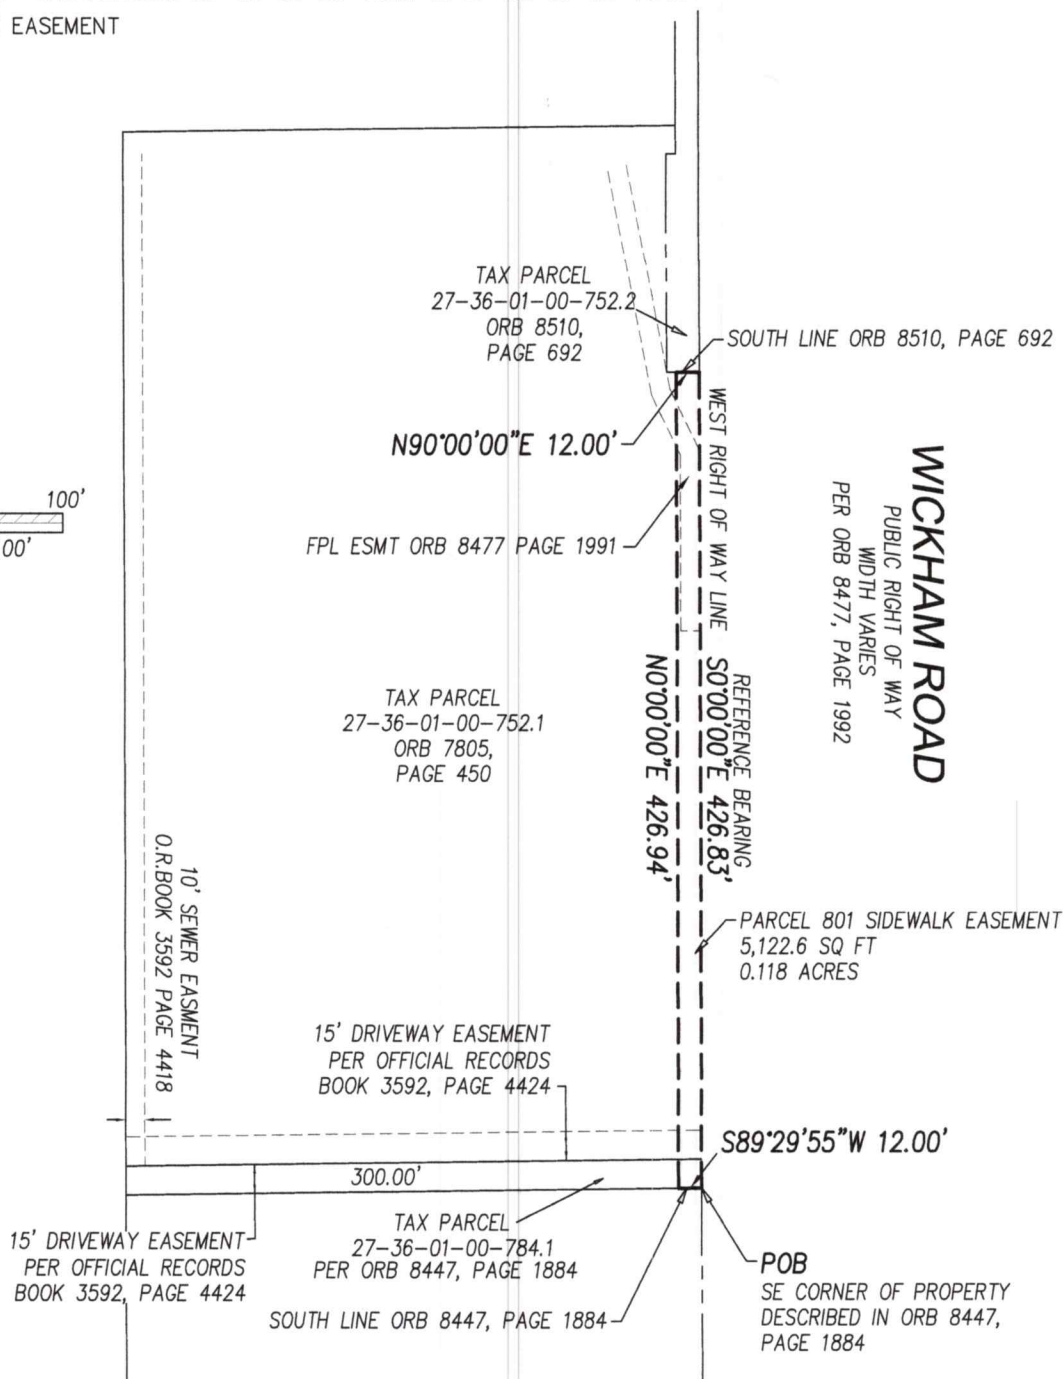 EASEMENT
TAX PARCEL
27-36-01-00-752.2
ORB 8510,
PAGE 692
SOUTH LINE ORB 8510, PAGE 692
N90°00'00"E 12.00'
WEST RIGHT OF WAY LINE
WICKHAM ROAD
PUBLIC RIGHT OF WAY
WIDTH VARIES
PER ORB 8477, PAGE 1992
100'
00'
FPL ESMT ORB 8477 PAGE 1991
REFERENCE BEARING
S0°00'00"E 426.83'
N0°00'00"E 426.94'
TAX PARCEL
27-36-01-00-752.1
ORB 7805,
PAGE 450
10' SEWER EASMENT
O.R.BOOK 3592 PAGE 4418
PARCEL 801 SIDEWALK EASEMENT
5,122.6 SQ FT
0.118 ACRES
15' DRIVEWAY EASEMENT
PER OFFICIAL RECORDS
BOOK 3592, PAGE 4424
S89°29'55"W 12.00'
300.00'
15' DRIVEWAY EASEMENT
PER OFFICIAL RECORDS
BOOK 3592, PAGE 4424
TAX PARCEL
27-36-01-00-784.1
PER ORB 8447, PAGE 1884
SOUTH LINE ORB 8447, PAGE 1884
POB
SE CORNER OF PROPERTY
DESCRIBED IN ORB 8447,
PAGE 1884